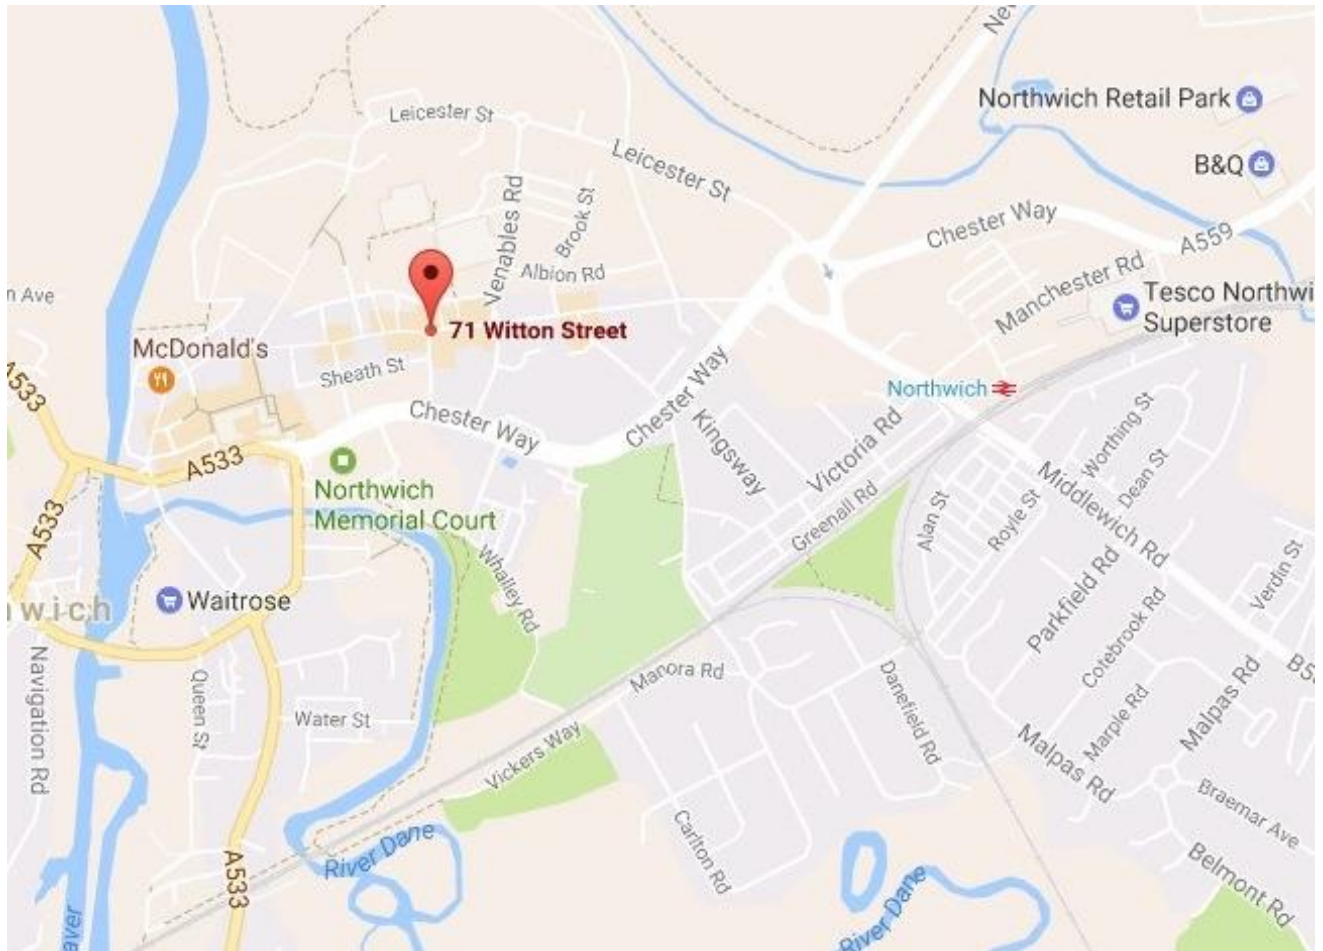 Nev
Northwich Retail Park
Leicester St
B&Q
Leicester St
Venables Rd
Brook St
Chester Way
A559
Albion Rd
Manchester Rd
n Ave
Tesco Northwi
Superstore
71 Witton Street
McDonald's
Sheath St
A533
Northwich
Chester Way
Chester Way
Kingsway
Victoria Rd
Worthing St
A533
Northwich
Memorial Court
Middlewich Rd
Dean St
Greenall Rd
Alan St
Royle St
A533
Whalley Rd
Verdin St
Parkfield Rd
Waitrose
wich
Cotebrook Rd
Manora Rd
B5
Navigation Rd
Queen St
Danefield Rd
Malpas Rd
Water St
Marple Rd
Malpas Rd
Vickers Way
Braemar Ave
Carlton Rd
River Dane
A533
Belmont Rd
River Dane
aver